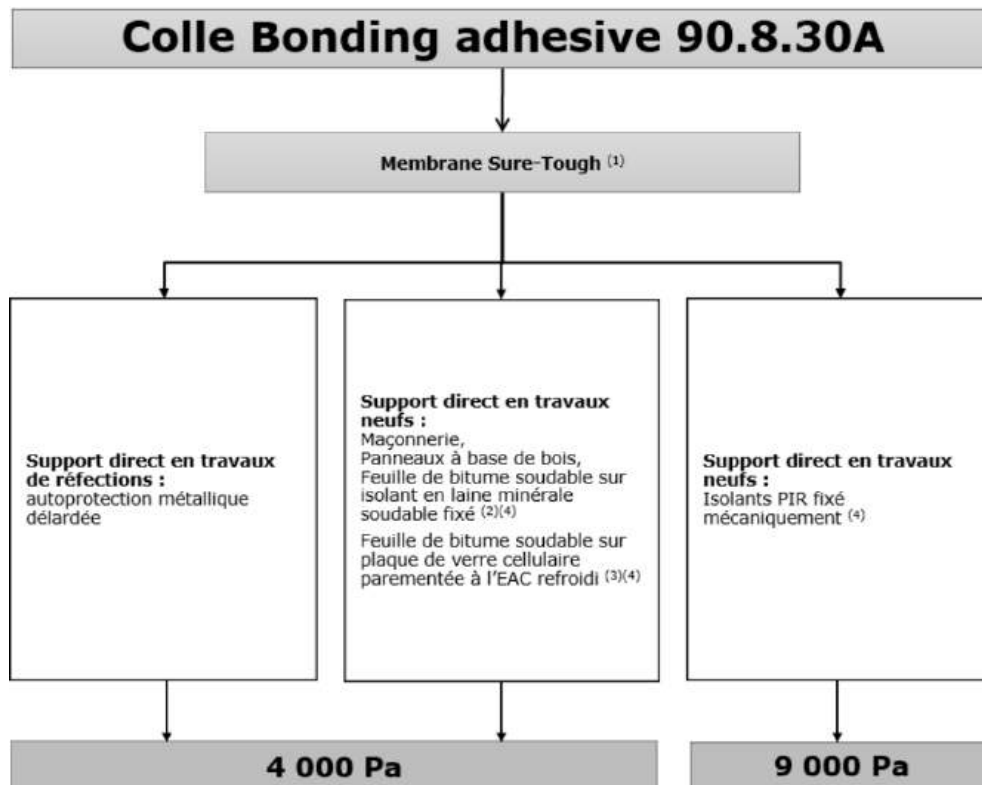 Colle Bonding adhesive 90.8.30A
Membrane Sure-Tough (1)
Support direct en travaux
de réfections :
autoprotection métallique
délardée
Support direct en travaux
neufs :
Maçonnerie,
Panneaux à base de bois,
Feuille de bitume soudable sur
isolant en laine minérale
soudable fixé (2)(4)
Feuille de bitume soudable sur
plaque de verre cellulaire
parementée à l'EAC refroidi (3)(4)
Support direct en travaux
neufs :
Isolants PIR fixé
mécaniquement (4)
4 000 Pa
9 000 Pa